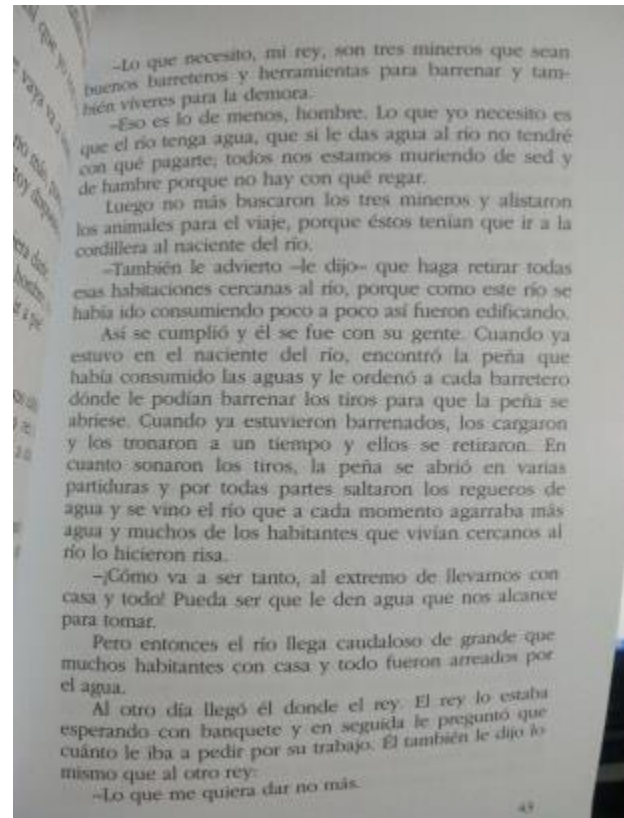 –Lo que necesito, mi rey, son tres mineros que sean
buenos barreteros y herramientas para barrenar y tam-
bién víveres para la demora.
–Eso es lo de menos, hombre. Lo que yo necesito es
que el río tenga agua, que si le das agua al río no tendré
con qué pagarte; todos nos estamos muriendo de sed y
de hambre porque no hay con qué regar.
Luego no más buscaron los tres mineros y alistaron
los animales para el viaje, porque éstos tenían que ir a la
cordillera al naciente del río.
–También le advierto –le dijo– que haga retirar todas
esas habitaciones cercanas al río, porque como este río se
había ido consumiendo poco a poco así fueron edificando.
Así se cumplió y él se fue con su gente. Cuando ya
estuvo en el naciente del río, encontró la peña que
había consumido las aguas y le ordenó a cada barretero
dónde le podían barrenar los tiros para que la peña se
abriese. Cuando ya estuvieron barrenados, los cargaron
y los tronaron a un tiempo y ellos se retiraron. En
cuanto sonaron los tiros, la peña se abrió en varias
partiduras y por todas partes saltaron los regueros de
agua y se vino el río que a cada momento agarraba más
agua y muchos de los habitantes que vivían cercanos al
río lo hicieron risa.
–¡Cómo va a ser tanto, al extremo de llevarnos con
casa y todo! Pueda ser que le den agua que nos alcance
para tomar.
Pero entonces el río llega caudaloso de grande que
muchos habitantes con casa y todo fueron arreados por
el agua.
Al otro día llegó él donde el rey. El rey lo estaba
esperando con banquete y en seguida le preguntó que
cuánto le iba a pedir por su trabajo. Él también le dijo lo
mismo que al otro rey:
–Lo que me quiera dar no más.